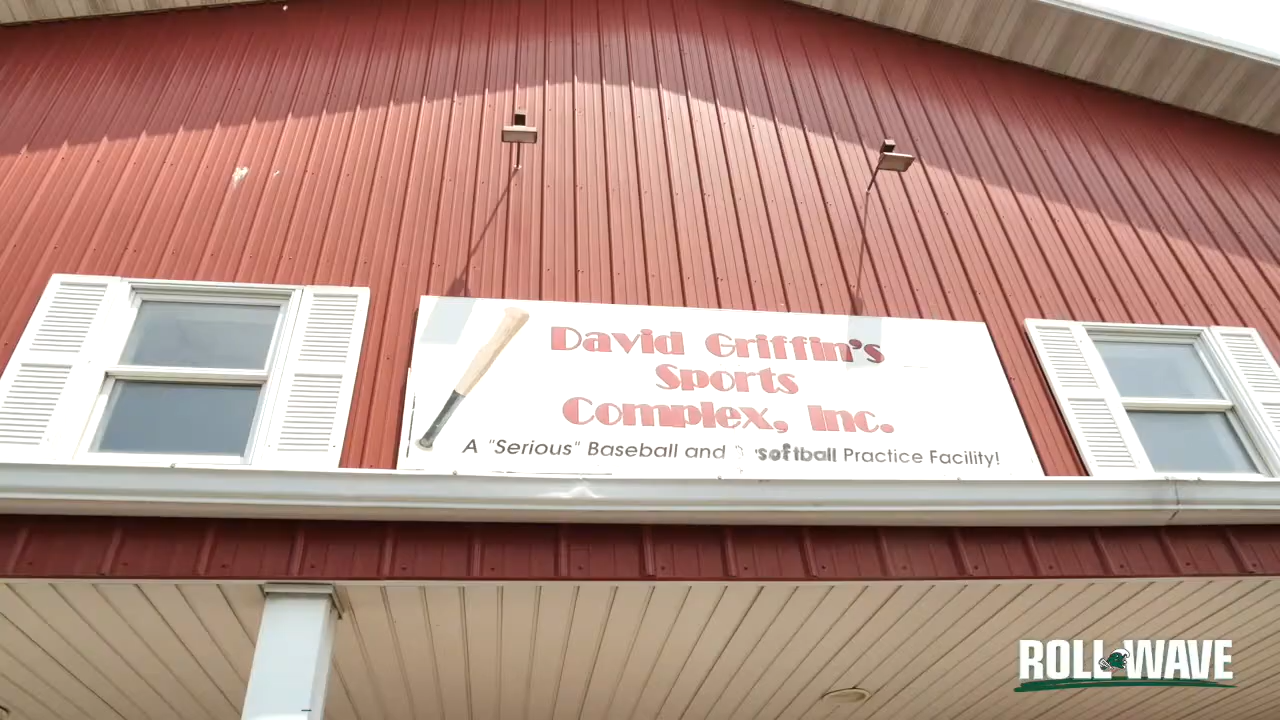 David Griffin's
Sports
Complex, Inc.
A "Serious" Baseball and softball Practice Facility!
ROLL WAVE